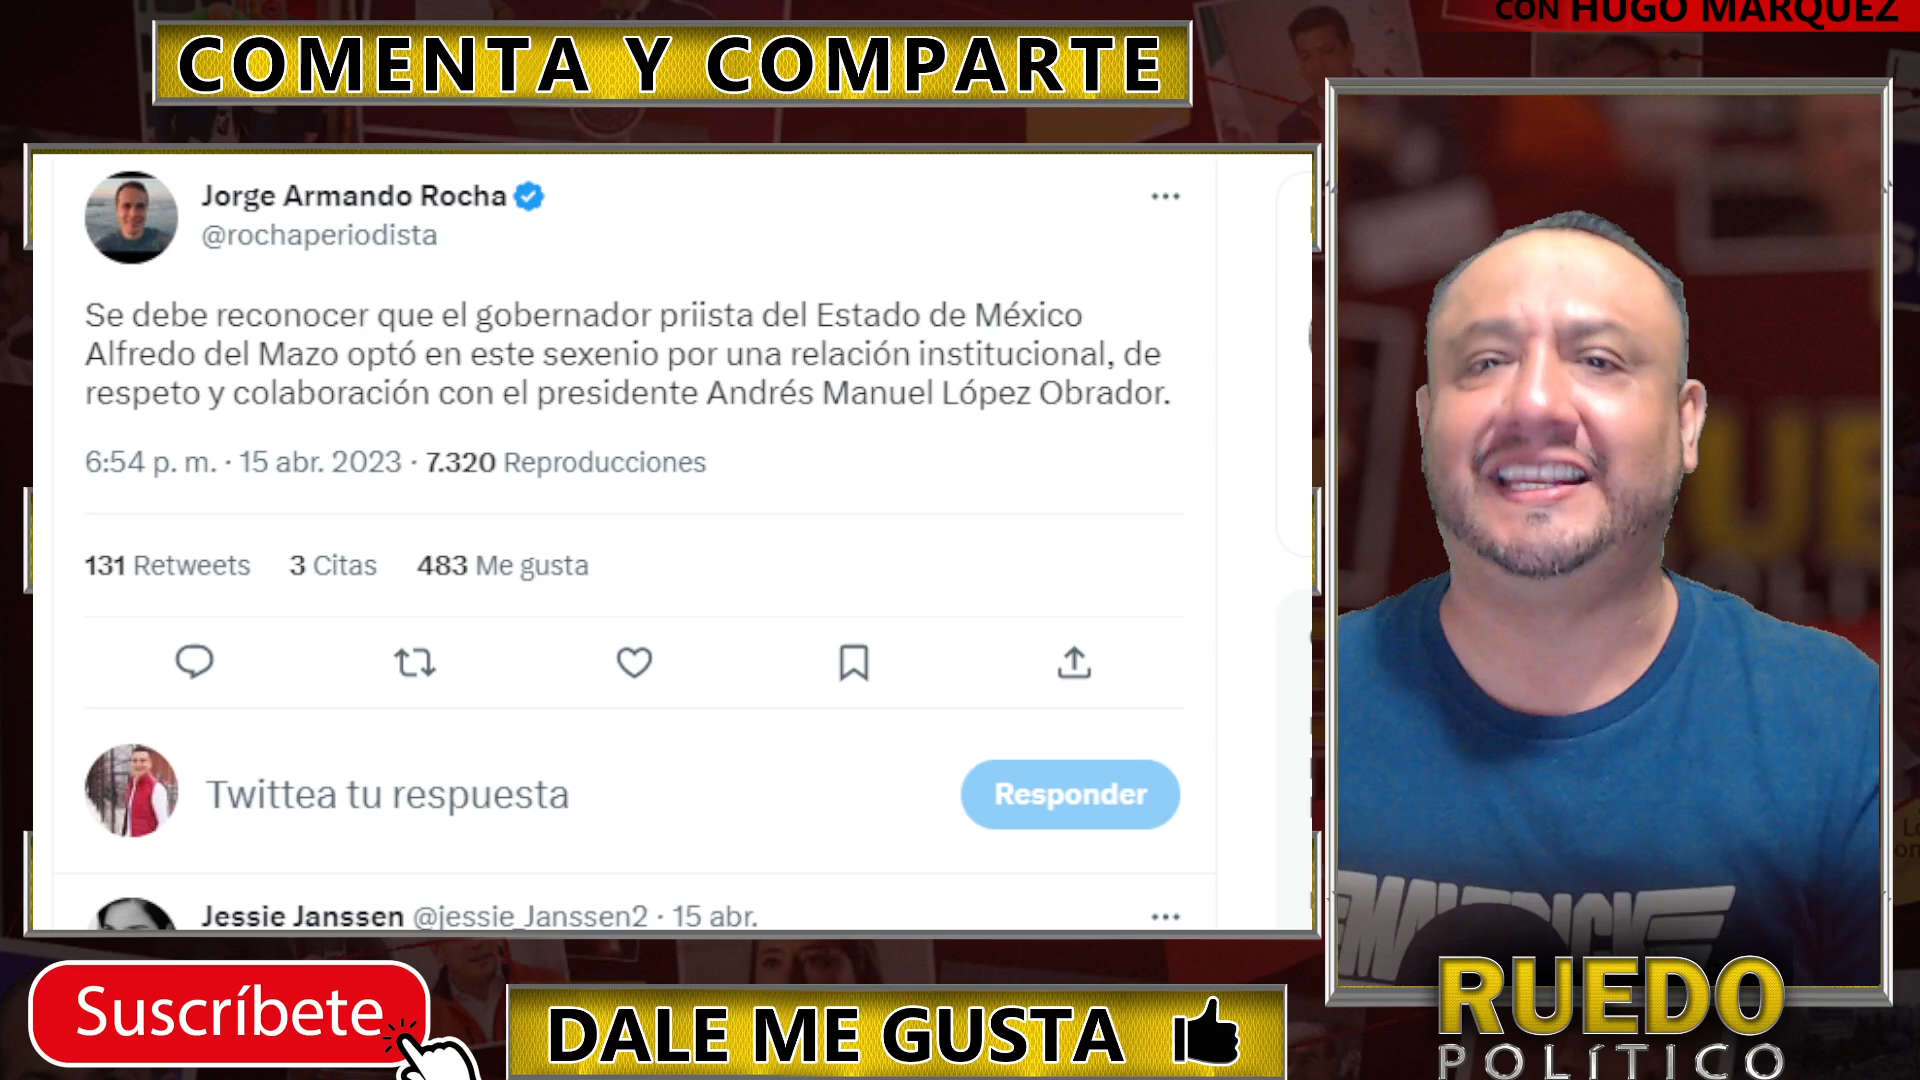 CON HUGO MÁRQUEZ
COMENTA Y COMPARTE
Jorge Armando Rocha
@rochaperiodista
Se debe reconocer que el gobernador priista del Estado de México
Alfredo del Mazo optó en este sexenio por una relación institucional, de
respeto y colaboración con el presidente Andrés Manuel López Obrador.
6:54 p. m. · 15 abr. 2023 · 7.320 Reproducciones
131 Retweets 3 Citas 483 Me gusta
Twittea tu respuesta
Responder
Jessie Janssen @jessie_Janssen2 · 15 abr.
Suscríbete
DALE ME GUSTA
RUEDO
POLÍTICO